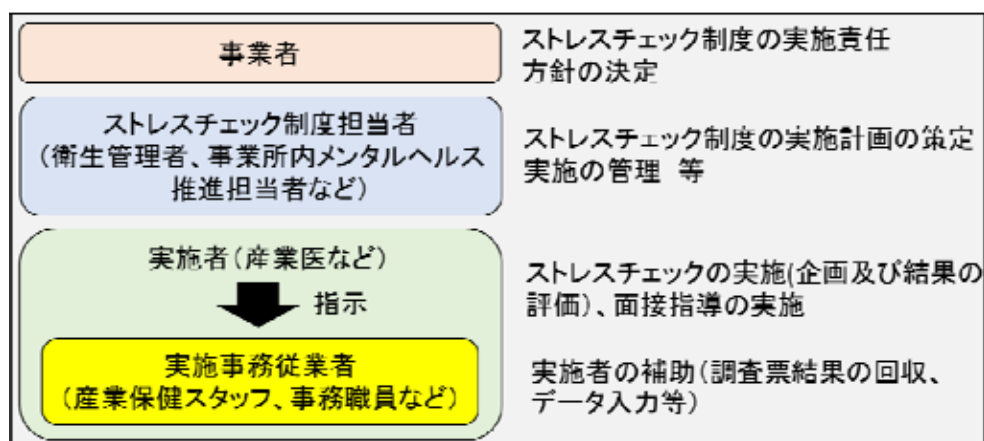 事業者
ストレスチェック制度の実施責任
方針の決定
ストレスチェック制度担当者
(衛生管理者、事業所内メンタルヘルス
推進担当者など)
ストレスチェック制度の実施計画の策定
実施の管理 等
実施者(産業医など)
指示
ストレスチェックの実施(企画及び結果の
評価)、面接指導の実施
実施事務従業者
(産業保健スタッフ、事務職員など)
実施者の補助(調査票結果の回収、
データ入力等)